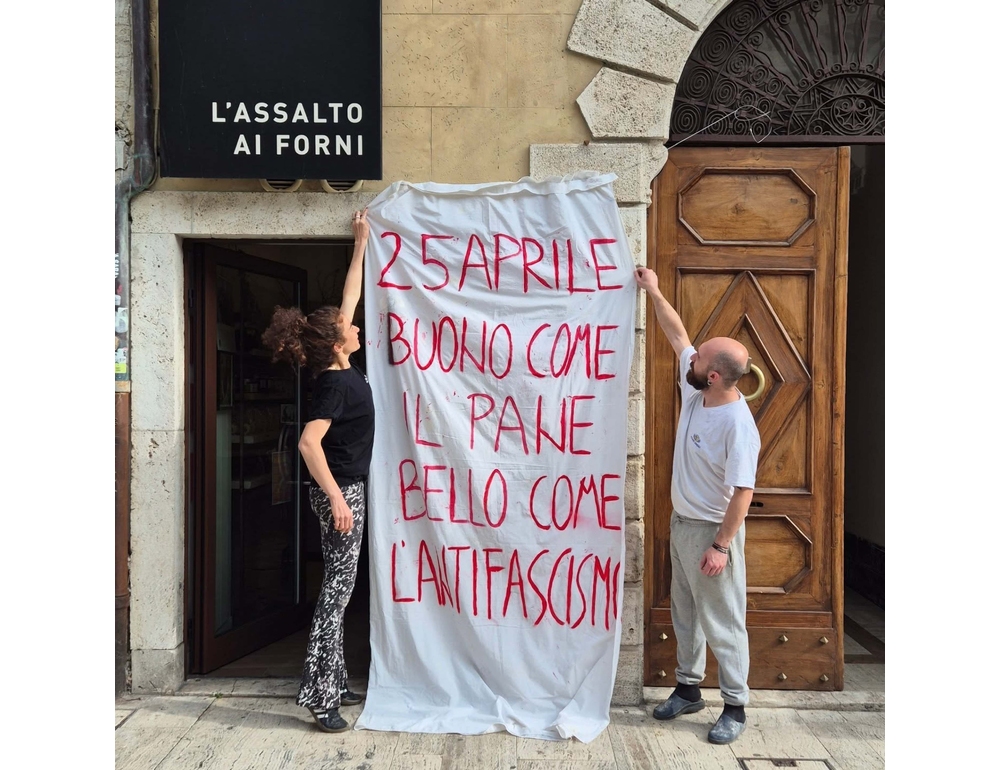 L'ASSALTO
AI FORNI
25 APRILE
BUONO COME
IL PANE
BELLO COME
L'ANTIFASCISMO